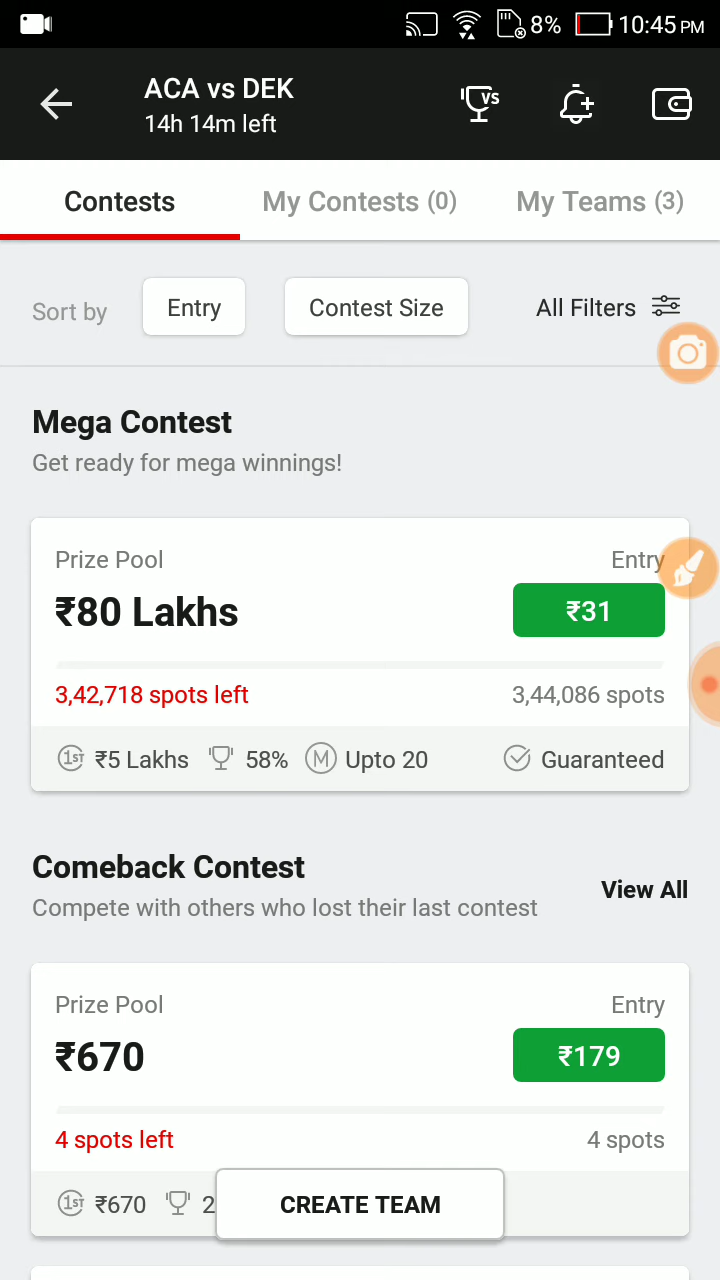 8% 10:45 PM
ACA vs DEK
14h 14m left
VS
Contests My Contests (0) My Teams (3)
Sort by Entry Contest Size All Filters
Mega Contest
Get ready for mega winnings!
Prize Pool Entry
₹80 Lakhs ₹31
3,42,718 spots left 3,44,086 spots
1ST ₹5 Lakhs 58% M Upto 20 Guaranteed
Comeback Contest
View All
Compete with others who lost their last contest
Prize Pool Entry
₹670 ₹179
4 spots left 4 spots
1ST ₹670 2 CREATE TEAM